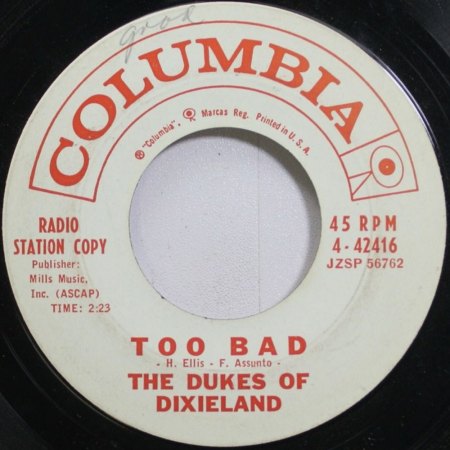 good
COLUMBIA
® "Columbia", Marcas Reg. Printed in U.S.A.
RADIO
STATION COPY
Publisher:
Mills Music,
Inc. (ASCAP)
TIME: 2:23
45 RPM
4-42416
JZSP 56762
TOO BAD
- H. Ellis - F. Assunto -
THE DUKES OF
DIXIELAND